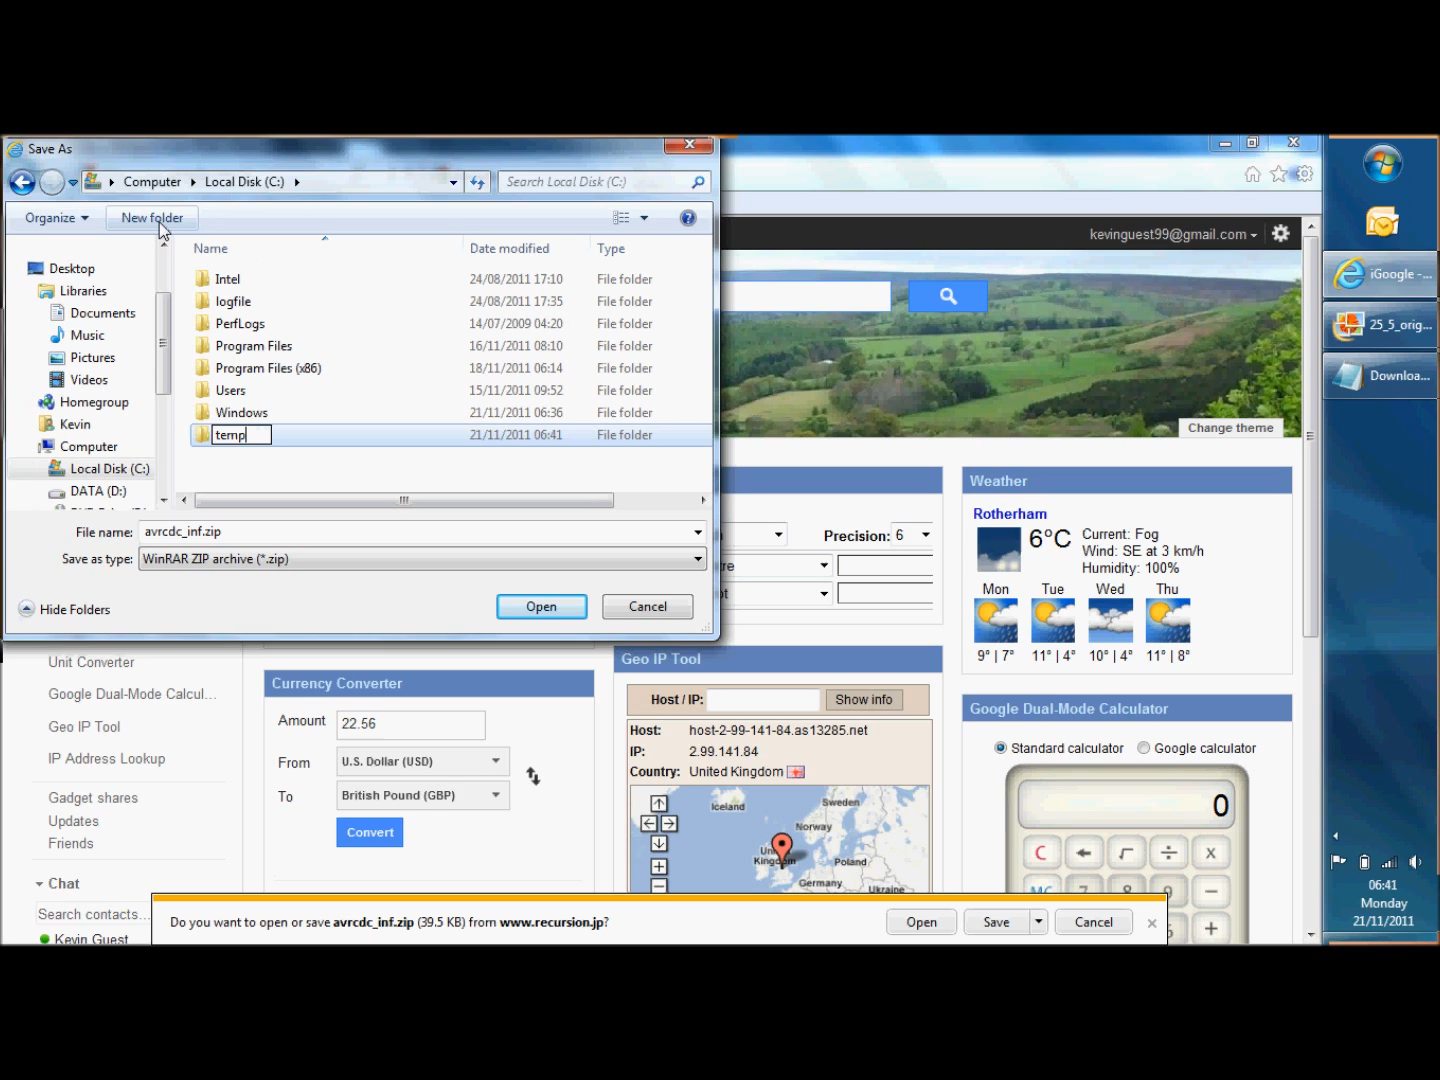 Save As
Computer Local Disk (C:)
Search Local Disk (C:)
Organize New folder
Name Date modified Type
Intel 24/08/2011 17:10 File folder
logfile 24/08/2011 17:35 File folder
PerfLogs 14/07/2009 04:20 File folder
Program Files 16/11/2011 08:10 File folder
Program Files (x86) 18/11/2011 06:14 File folder
Users 15/11/2011 09:52 File folder
Windows 21/11/2011 06:36 File folder
temp 21/11/2011 06:41 File folder
Desktop
Libraries
Documents
Music
Pictures
Videos
Homegroup
Kevin
Computer
Local Disk (C:)
DATA (D:)
File name: avrcdc_inf.zip
Save as type: WinRAR ZIP archive (*.zip)
Hide Folders
Open Cancel
kevinguest99@gmail.com
Change theme
Precision: 6
Weather
Rotherham
6°C
Current: Fog
Wind: SE at 3 km/h
Humidity: 100%
Mon Tue Wed Thu
9° | 7° 11° | 4° 10° | 4° 11° | 8°
Unit Converter
Google Dual-Mode Calcul...
Geo IP Tool
IP Address Lookup
Gadget shares
Updates
Friends
Chat
Search contacts...
Kevin Guest
Currency Converter
Amount 22.56
From U.S. Dollar (USD)
To British Pound (GBP)
Convert
Geo IP Tool
Host / IP: Show info
Host: host-2-99-141-84.as13285.net
IP: 2.99.141.84
Country: United Kingdom
Iceland
Sweden
Norway
United Kingdom
Poland
Germany
Ukraine
Google Dual-Mode Calculator
Standard calculator Google calculator
0
C ← √ ÷ x
MC 7 8 9 −
+
Do you want to open or save avrcdc_inf.zip (39.5 KB) from www.recursion.jp?
Open Save Cancel
iGoogle -...
25_5_orig...
Downloa...
06:41
Monday
21/11/2011